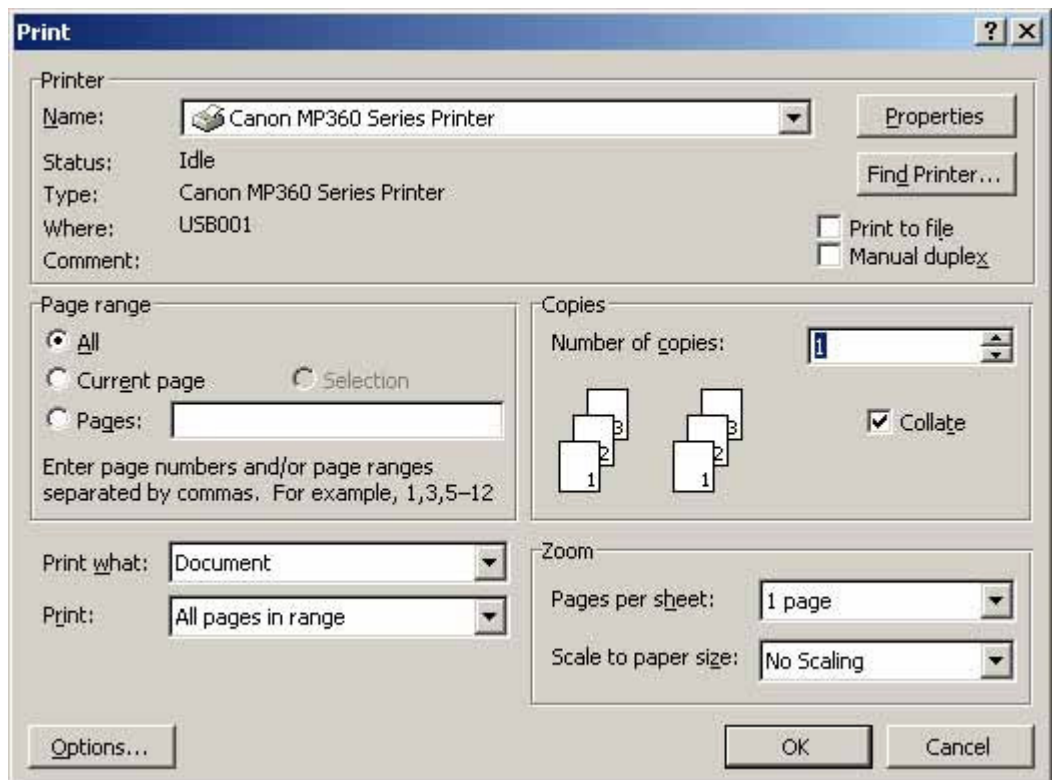 Print
Printer
Name: Canon MP360 Series Printer Properties
Status: Idle
Find Printer...
Type: Canon MP360 Series Printer
Where: USB001
Print to file
Comment:
Manual duplex
Page range
All
Current page Selection
Pages:
Enter page numbers and/or page ranges
separated by commas. For example, 1,3,5–12
Copies
Number of copies: 1
3 3
2 2
1 1
Collate
Print what: Document
Print: All pages in range
Zoom
Pages per sheet: 1 page
Scale to paper size: No Scaling
Options... OK Cancel